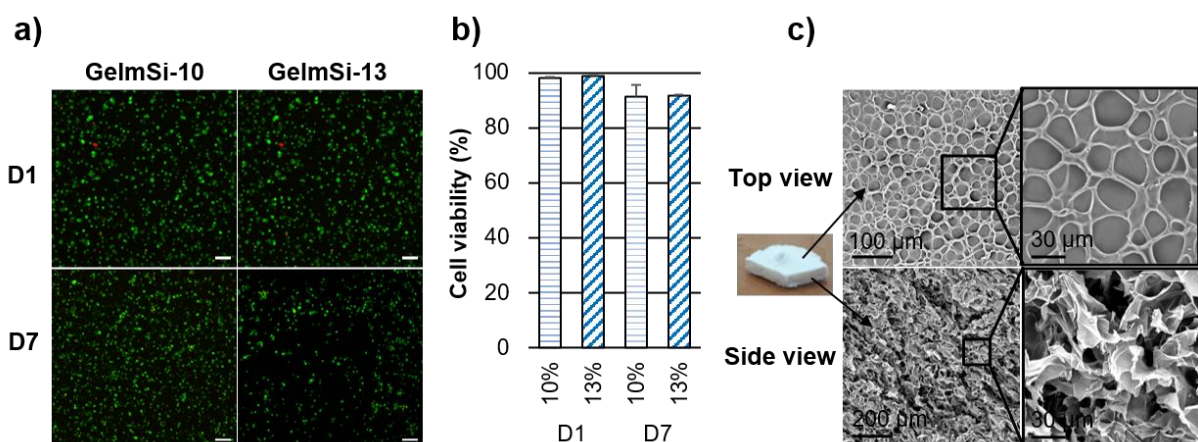 a)
GelmSi-10 GelmSi-13
D1
D7
b)
Cell viability (%)
100
80
60
40
20
0
10% 13% 10% 13%
D1 D7
c)
Top view
Side view
100 µm
30 µm
200 µm
30 µm